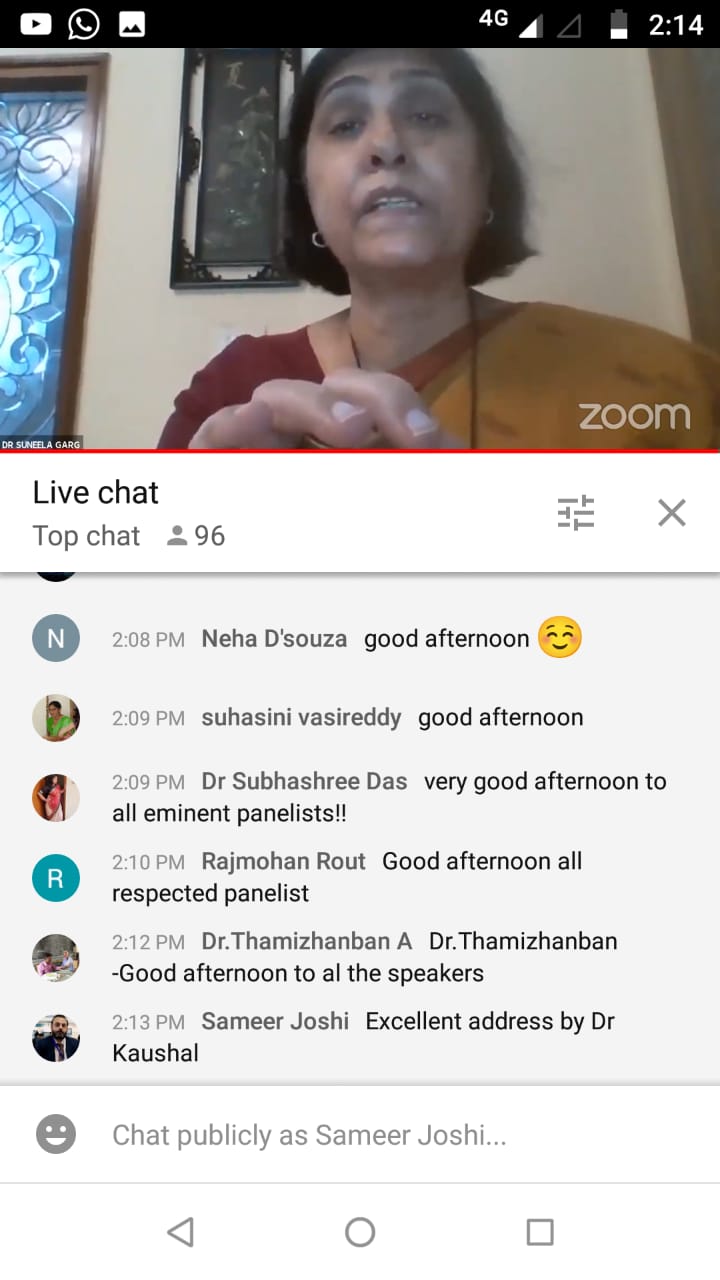 4G
2:14
夏
zoom
DR SUNEELA GARG
Live chat
Top chat 96
N
2:08 PM Neha D'souza good afternoon ☺️
2:09 PM suhasini vasireddy good afternoon
2:09 PM Dr Subhashree Das very good afternoon to
all eminent panelists!!
R
2:10 PM Rajmohan Rout Good afternoon all
respected panelist
2:12 PM Dr.Thamizhanban A Dr.Thamizhanban
-Good afternoon to al the speakers
2:13 PM Sameer Joshi Excellent address by Dr
Kaushal
Chat publicly as Sameer Joshi...